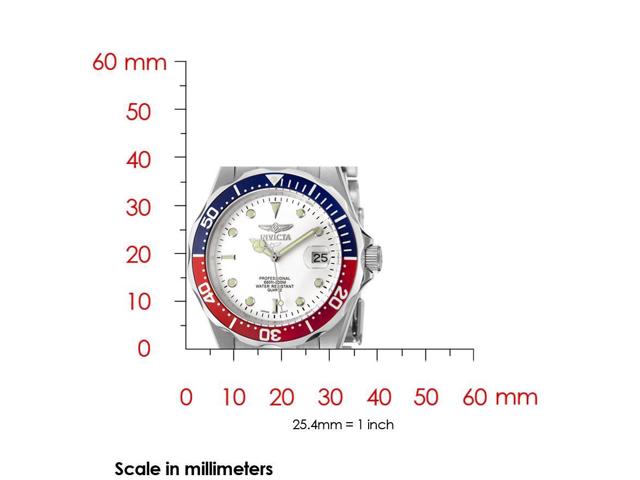 60 mm
50
40
30
20
10
0
0 10 20 30 40 50 60 mm
25.4mm = 1 inch
Scale in millimeters
50
INVICTA
25
PROFESSIONAL
WATER RESISTANT
QUARTZ
40
30
20